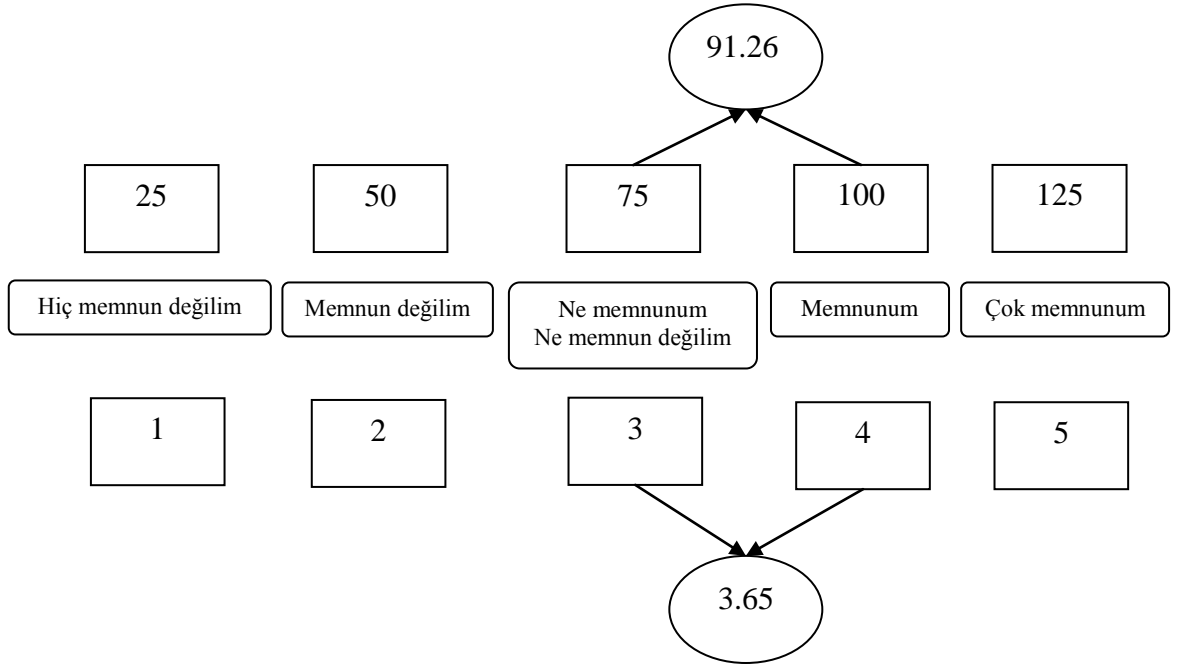 91.26
25
50
75
100
125
Hiç memnun değilim
Memnun değilim
Ne memnunum
Ne memnun değilim
Memnunum
Çok memnunum
1
2
3
4
5
3.65